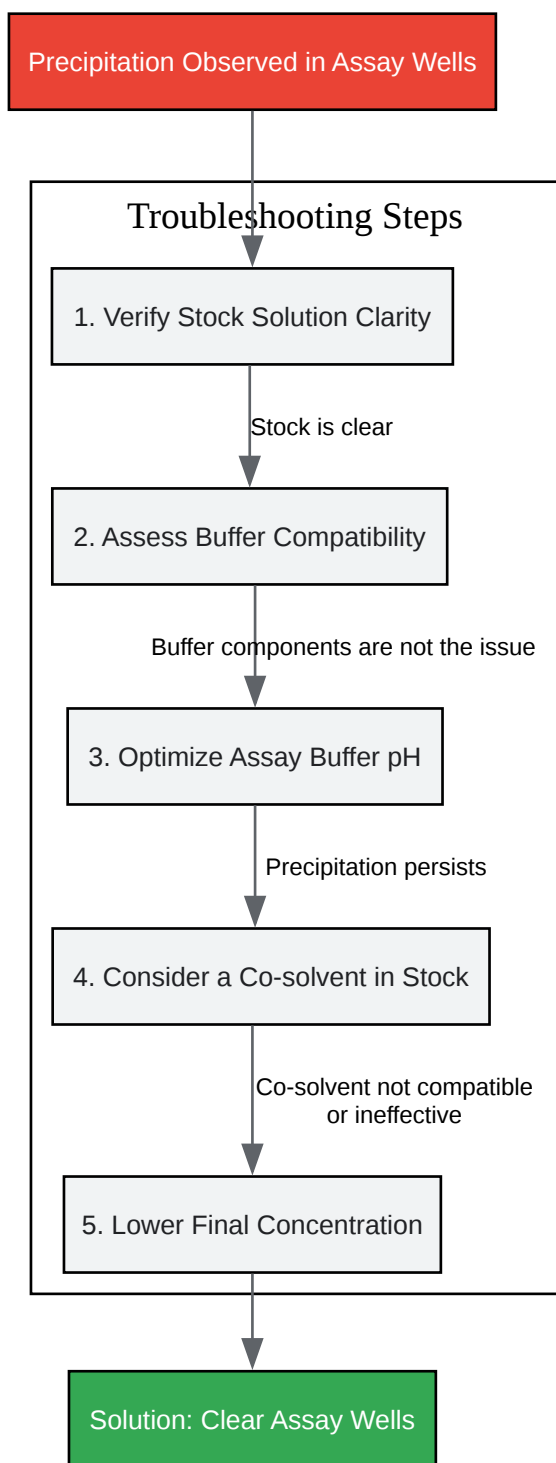 Precipitation Observed in Assay Wells
Troubleshooting Steps
1. Verify Stock Solution Clarity
Stock is clear
2. Assess Buffer Compatibility
Buffer components are not the issue
3. Optimize Assay Buffer pH
Precipitation persists
4. Consider a Co-solvent in Stock
Co-solvent not compatible
or ineffective
5. Lower Final Concentration
Solution: Clear Assay Wells